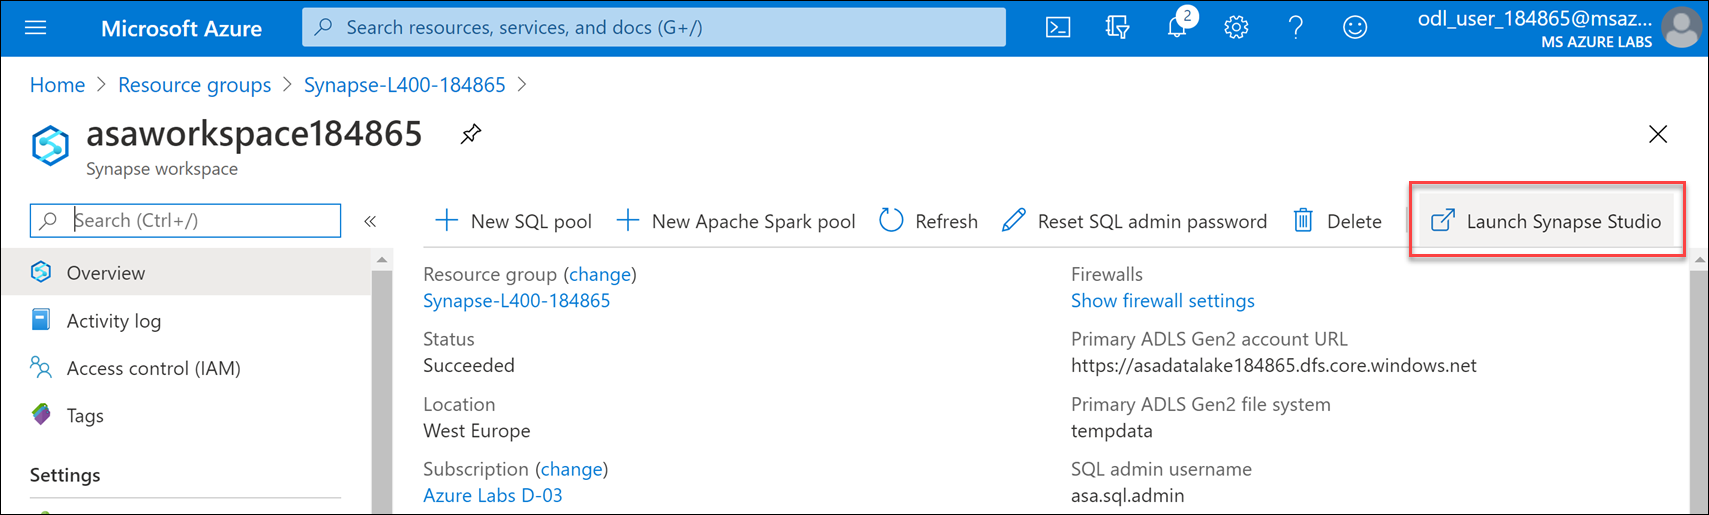 Microsoft Azure
Search resources, services, and docs (G+/)
2
odl_user_184865@msaz...
MS AZURE LABS
Home > Resource groups > Synapse-L400-184865 >
asaworkspace184865
Synapse workspace
Search (Ctrl+/)
«
New SQL pool
New Apache Spark pool
Refresh
Reset SQL admin password
Delete
Launch Synapse Studio
Overview
Activity log
Access control (IAM)
Tags
Settings
Resource group (change)
Synapse-L400-184865
Status
Succeeded
Location
West Europe
Subscription (change)
Azure Labs D-03
Firewalls
Show firewall settings
Primary ADLS Gen2 account URL
https://asadatalake184865.dfs.core.windows.net
Primary ADLS Gen2 file system
tempdata
SQL admin username
asa.sql.admin